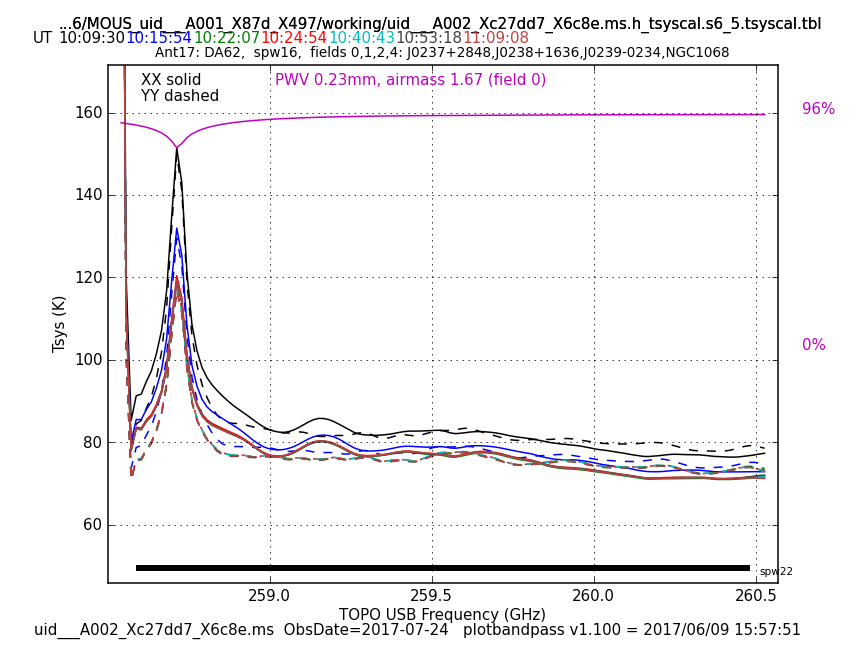 ...6/MOUS_uid___A001_X87d_X497/working/uid___A002_Xc27dd7_X6c8e.ms.h_tsyscal.s6_5.tsyscal.tbl
UT 10:09:30 10:15:54 10:22:07 10:24:54 10:40:43 10:53:18 11:09:08
Ant17: DA62, spw16, fields 0,1,2,4: J0237+2848,J0238+1636,J0239-0234,NGC1068
XX solid
PWV 0.23mm, airmass 1.67 (field 0)
YY dashed
96%
0%
160
140
120
100
80
60
Tsys (K)
spw22
259.0 259.5 260.0 260.5
TOPO USB Frequency (GHz)
uid___A002_Xc27dd7_X6c8e.ms ObsDate=2017-07-24 plotbandpass v1.100 = 2017/06/09 15:57:51